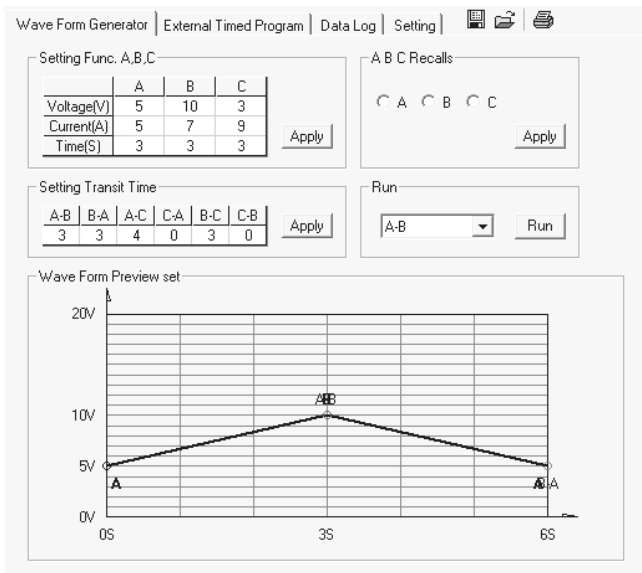 Wave Form Generator External Timed Program Data Log Setting
Setting Func. A,B,C
A B C
Voltage(V) 5 10 3
Current(A) 5 7 9
Time(S) 3 3 3
Apply
A B C Recalls
A B C
Apply
Setting Transit Time
A-B B-A A-C C-A B-C C-B
3 3 4 0 3 0
Apply
Run
A-B
Run
Wave Form Preview set
20V
10V
5V
0V
A
0S 3S 6S